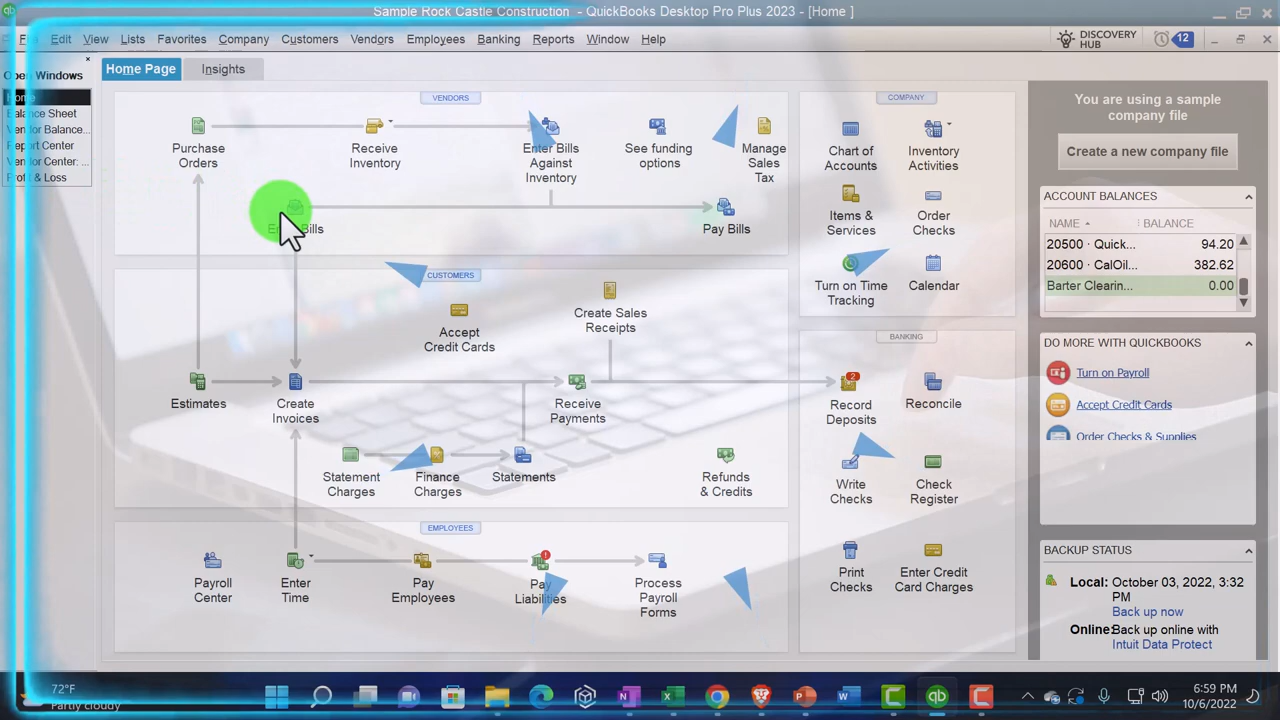 Sample Rock Castle Construction - QuickBooks Desktop Pro Plus 2023 - [Home ]
Edit View Lists Favorites Company Customers Vendors Employees Banking Reports Window Help
DISCOVERY
HUB
12
Open Windows
Balance Sheet
Vendor Balance...
Report Center
Vendor Center: ...
Profit & Loss
Home Page
Insights
VENDORS
Purchase
Orders
Receive
Inventory
Enter Bills
Against
Inventory
See funding
options
Manage
Sales
Tax
Bills
Pay Bills
CUSTOMERS
Accept
Credit Cards
Create Sales
Receipts
Estimates
Create
Invoices
Receive
Payments
Statement
Charges
Finance
Charges
Statements
Refunds
& Credits
EMPLOYEES
Payroll
Center
Enter
Time
Pay
Employees
Pay
Liabilities
Process
Payroll
Forms
COMPANY
Chart of
Accounts
Inventory
Activities
Items &
Services
Order
Checks
Turn on Time
Tracking
Calendar
BANKING
2
Record
Deposits
Reconcile
Write
Checks
Check
Register
Print
Checks
Enter Credit
Card Charges
You are using a sample
company file
Create a new company file
ACCOUNT BALANCES
NAME BALANCE
20500 · Quick... 94.20
20600 · CalOil... 382.62
Barter Clearin... 0.00
DO MORE WITH QUICKBOOKS
Turn on Payroll
Accept Credit Cards
Order Checks & Supplies
BACKUP STATUS
Local: October 03, 2022, 3:32
PM
Back up now
Online: Back up online with
Intuit Data Protect
72°F
Partly cloudy
6:59 PM
10/6/2022